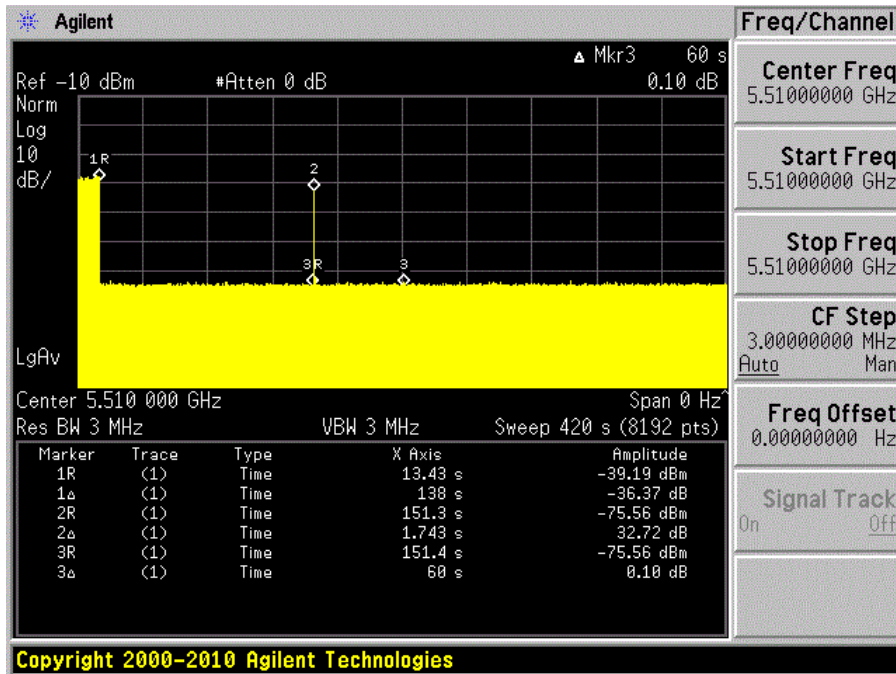 Agilent
Freq/Channel
Δ Mkr3 60 s
Ref -10 dBm #Atten 0 dB 0.10 dB
Norm
Log
10
dB/
1R
2
3R
3
LgAv
Center 5.510 000 GHz Span 0 Hz^
Res BW 3 MHz VBW 3 MHz Sweep 420 s (8192 pts)
Marker Trace Type X Axis Amplitude
1R (1) Time 13.43 s -39.19 dBm
1Δ (1) Time 138 s -36.37 dB
2R (1) Time 151.3 s -75.56 dBm
2Δ (1) Time 1.743 s 32.72 dB
3R (1) Time 151.4 s -75.56 dBm
3Δ (1) Time 60 s 0.10 dB
Center Freq
5.51000000 GHz
Start Freq
5.51000000 GHz
Stop Freq
5.51000000 GHz
CF Step
3.00000000 MHz
Auto Man
Freq Offset
0.00000000 Hz
Signal Track
On Off
Copyright 2000-2010 Agilent Technologies